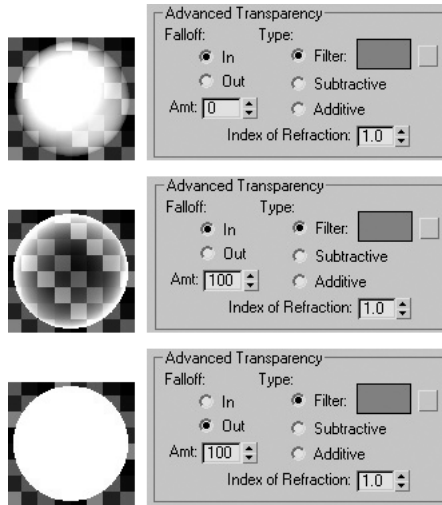 Advanced Transparency
Falloff: Type:
In Filter:
Out Subtractive
Amt: 0 Additive
Index of Refraction: 1.0
Advanced Transparency
Falloff: Type:
In Filter:
Out Subtractive
Amt: 100 Additive
Index of Refraction: 1.0
Advanced Transparency
Falloff: Type:
In Filter:
Out Subtractive
Amt: 100 Additive
Index of Refraction: 1.0